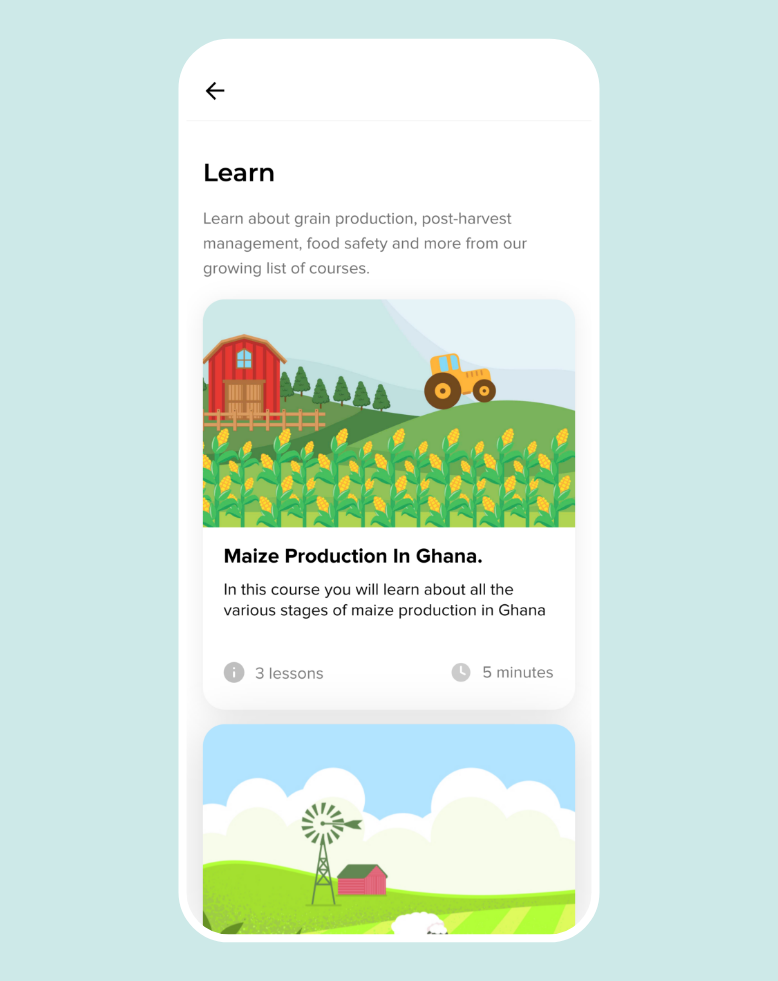 Learn
Learn about grain production, post-harvest
management, food safety and more from our
growing list of courses.
Maize Production In Ghana.
In this course you will learn about all the
various stages of maize production in Ghana
3 lessons
5 minutes